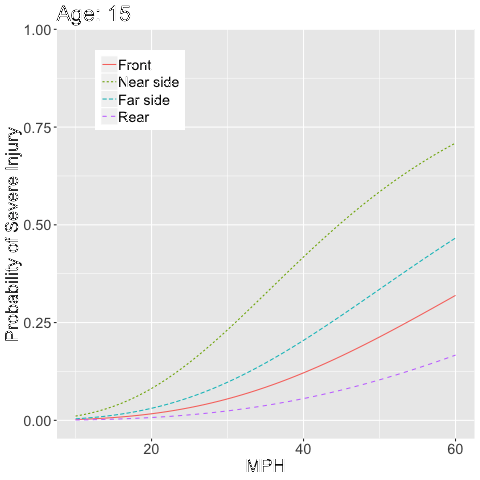 Age: 15
1.00
0.75
0.50
0.25
0.00
Probability of Severe Injury
Front
Near side
Far side
Rear
20
40
60
MPH